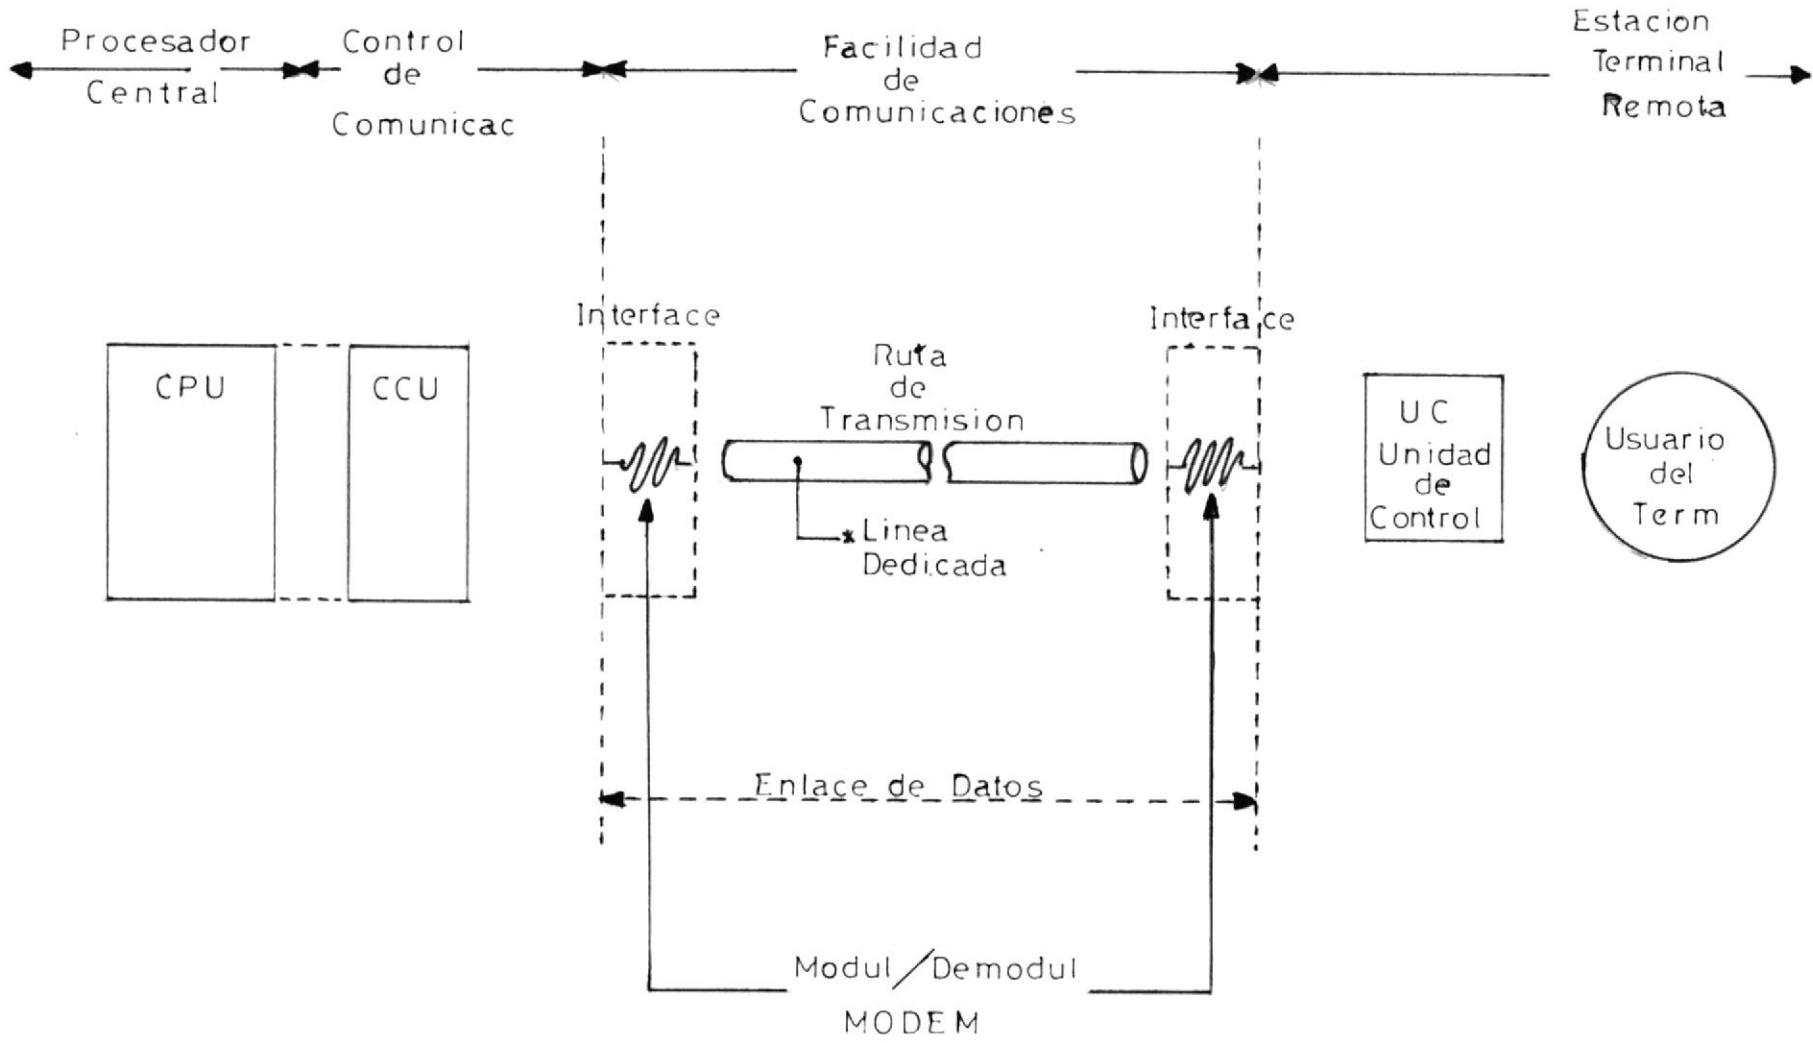 Procesador
Central
Control
de
Comunicac
Facilidad
de
Comunicaciones
Estacion
Terminal
Remota
Interface
Interface
CPU
CCU
Ruta
de
Transmision
* Linea
Dedicada
UC
Unidad
de
Control
Usuario
del
Term
Enlace de Datos
Modul/Demodul
MODEM